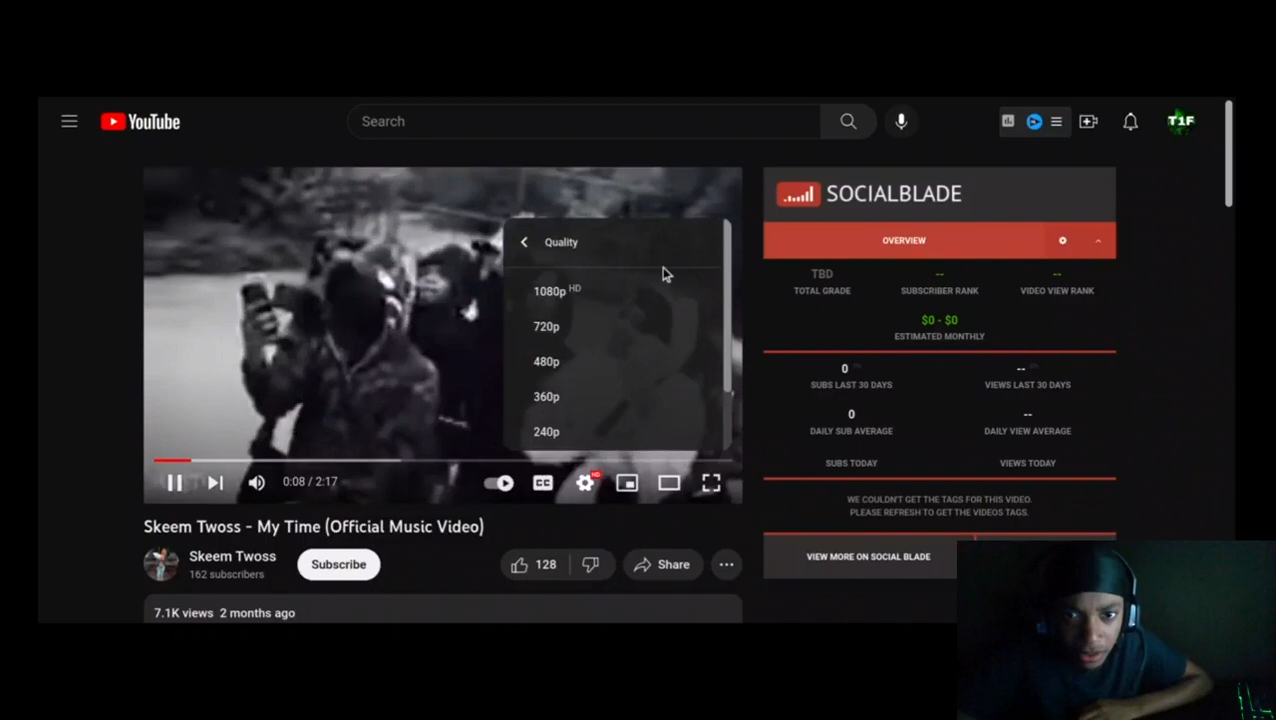 YouTube
Search
T1F
Quality
1080p HD
720p
480p
360p
240p
0:08 / 2:17
CC
HD
Skeem Twoss - My Time (Official Music Video)
Skeem Twoss
162 subscribers
Subscribe
128
Share
7.1K views 2 months ago
SOCIALBLADE
OVERVIEW
TBD
TOTAL GRADE
--
SUBSCRIBER RANK
--
VIDEO VIEW RANK
$0 - $0
ESTIMATED MONTHLY
0
SUBS LAST 30 DAYS
--
VIEWS LAST 30 DAYS
0
DAILY SUB AVERAGE
--
DAILY VIEW AVERAGE
SUBS TODAY
VIEWS TODAY
WE COULDN'T GET THE TAGS FOR THIS VIDEO.
PLEASE REFRESH TO GET THE VIDEOS TAGS.
VIEW MORE ON SOCIAL BLADE